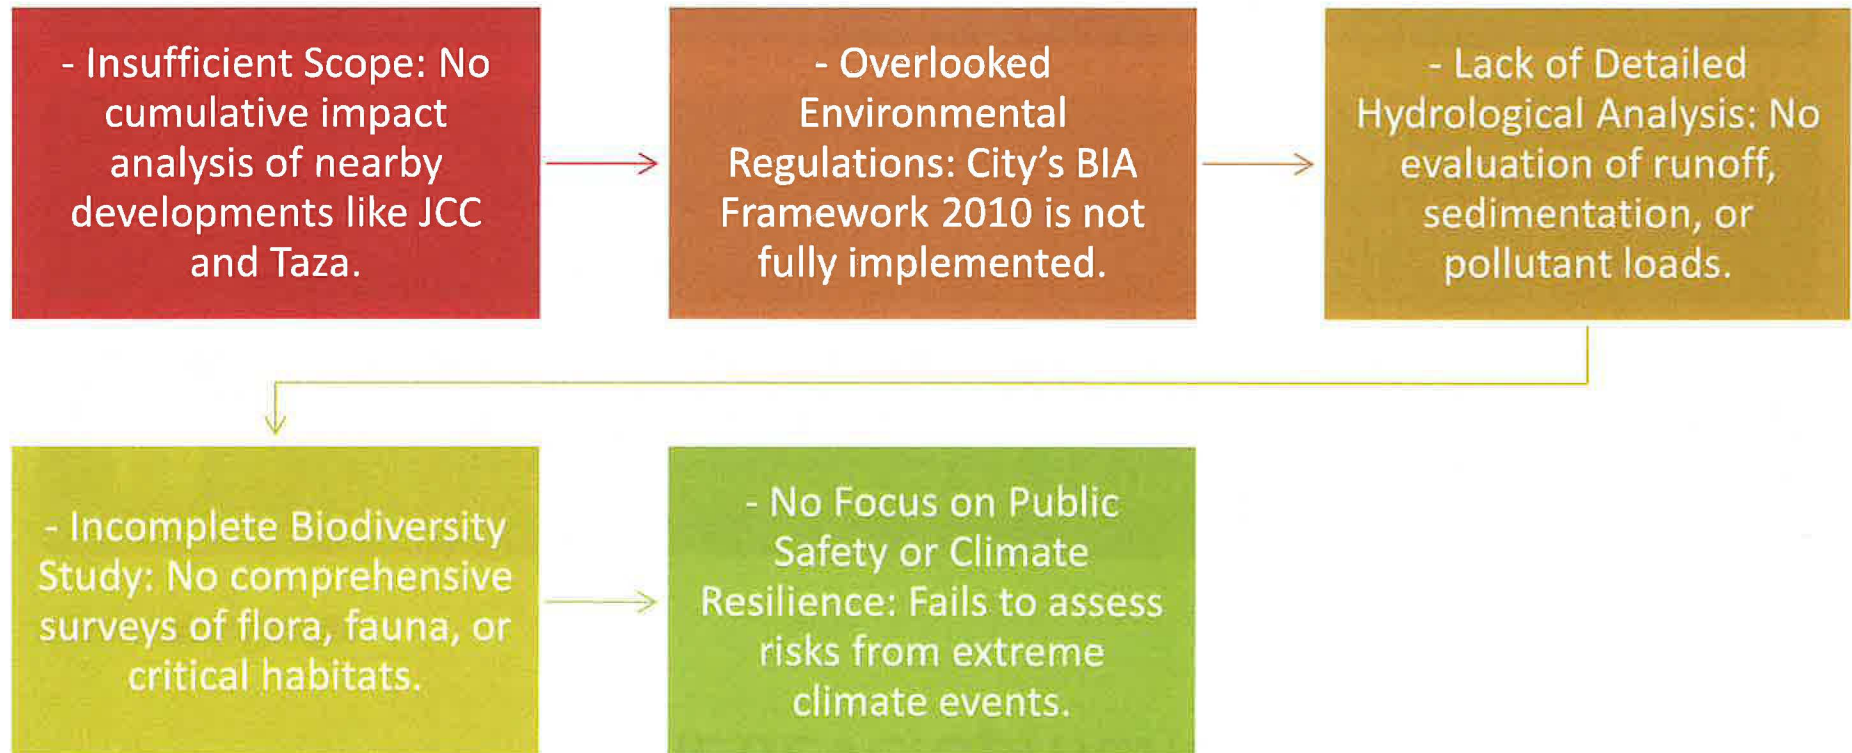 - Insufficient Scope: No
cumulative impact
analysis of nearby
developments like JCC
and Taza.
- Overlooked
Environmental
Regulations: City's BIA
Framework 2010 is not
fully implemented.
- Lack of Detailed
Hydrological Analysis: No
evaluation of runoff,
sedimentation, or
pollutant loads.
- Incomplete Biodiversity
Study: No comprehensive
surveys of flora, fauna, or
critical habitats.
- No Focus on Public
Safety or Climate
Resilience: Fails to assess
risks from extreme
climate events.